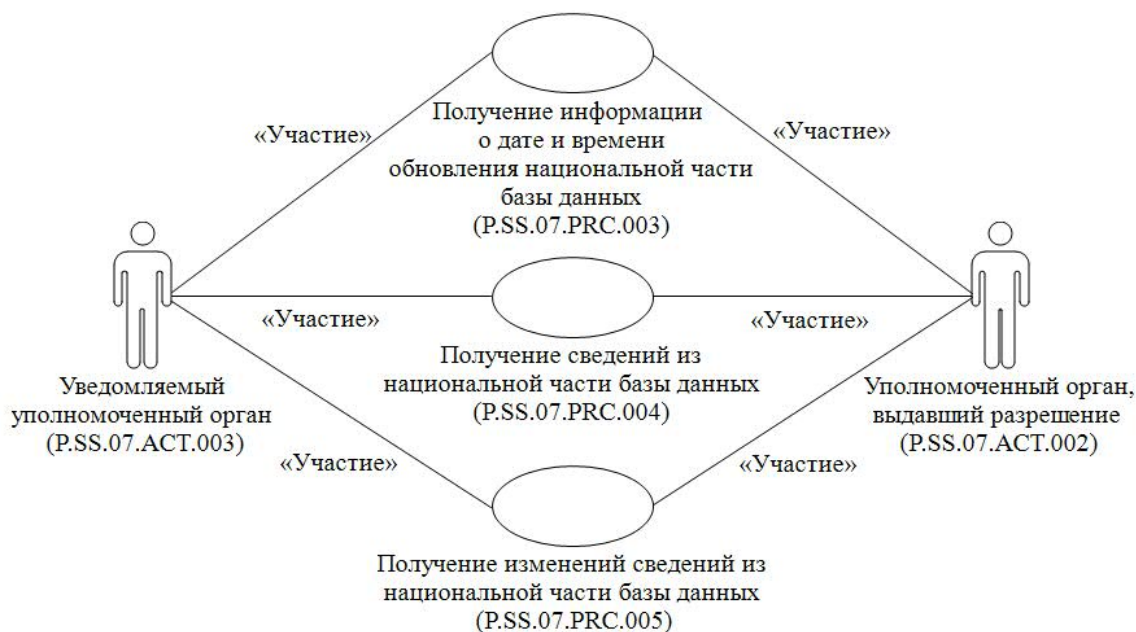 «Участие»
«Участие»
Получение информации
о дате и времени
обновления национальной части
базы данных
(P.SS.07.PRC.003)
«Участие»
«Участие»
Получение сведений из
национальной части базы данных
(P.SS.07.PRC.004)
Уведомляемый
уполномоченный орган
(P.SS.07.ACT.003)
Уполномоченный орган,
выдавший разрешение
(P.SS.07.ACT.002)
«Участие»
«Участие»
Получение изменений сведений из
национальной части базы данных
(P.SS.07.PRC.005)